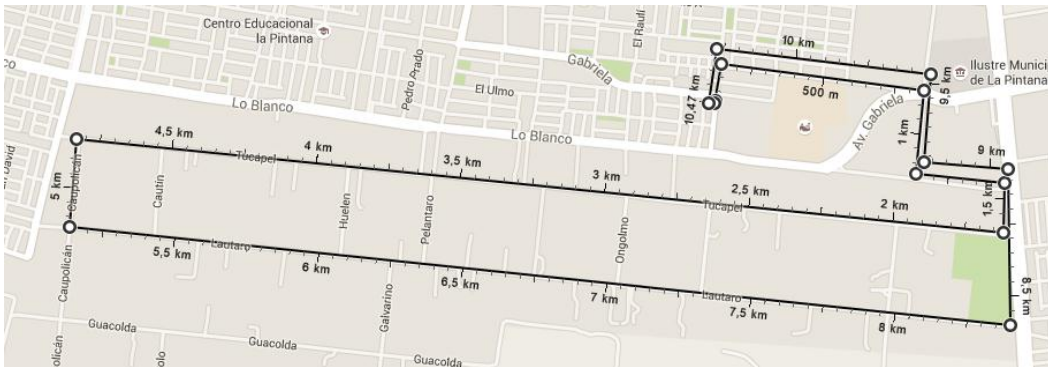 Centro Educacional
la Pintana
El Raulí
10 km
Gabriela
9,5 km
Ilustre Munici
de La Pintana
Pedro Prado
El Ulmo
500 m
10,47 km
Av. Gabriela
Lo Blanco
Lo Blanco
1 km
9 km
4,5 km
4 km
3,5 km
3 km
2,5 km
2 km
1,5 km
Tucapel
Tucapel
n David
5 km
Caupolicán
Cautín
Huelen
Pelantaro
Ongolmo
Lautaro
Lautaro
5,5 km
6 km
6,5 km
7 km
7,5 km
8 km
8,5 km
Caupolicán
Galvarino
Guacolda
Guacolda
Guacolda
olicán
olo